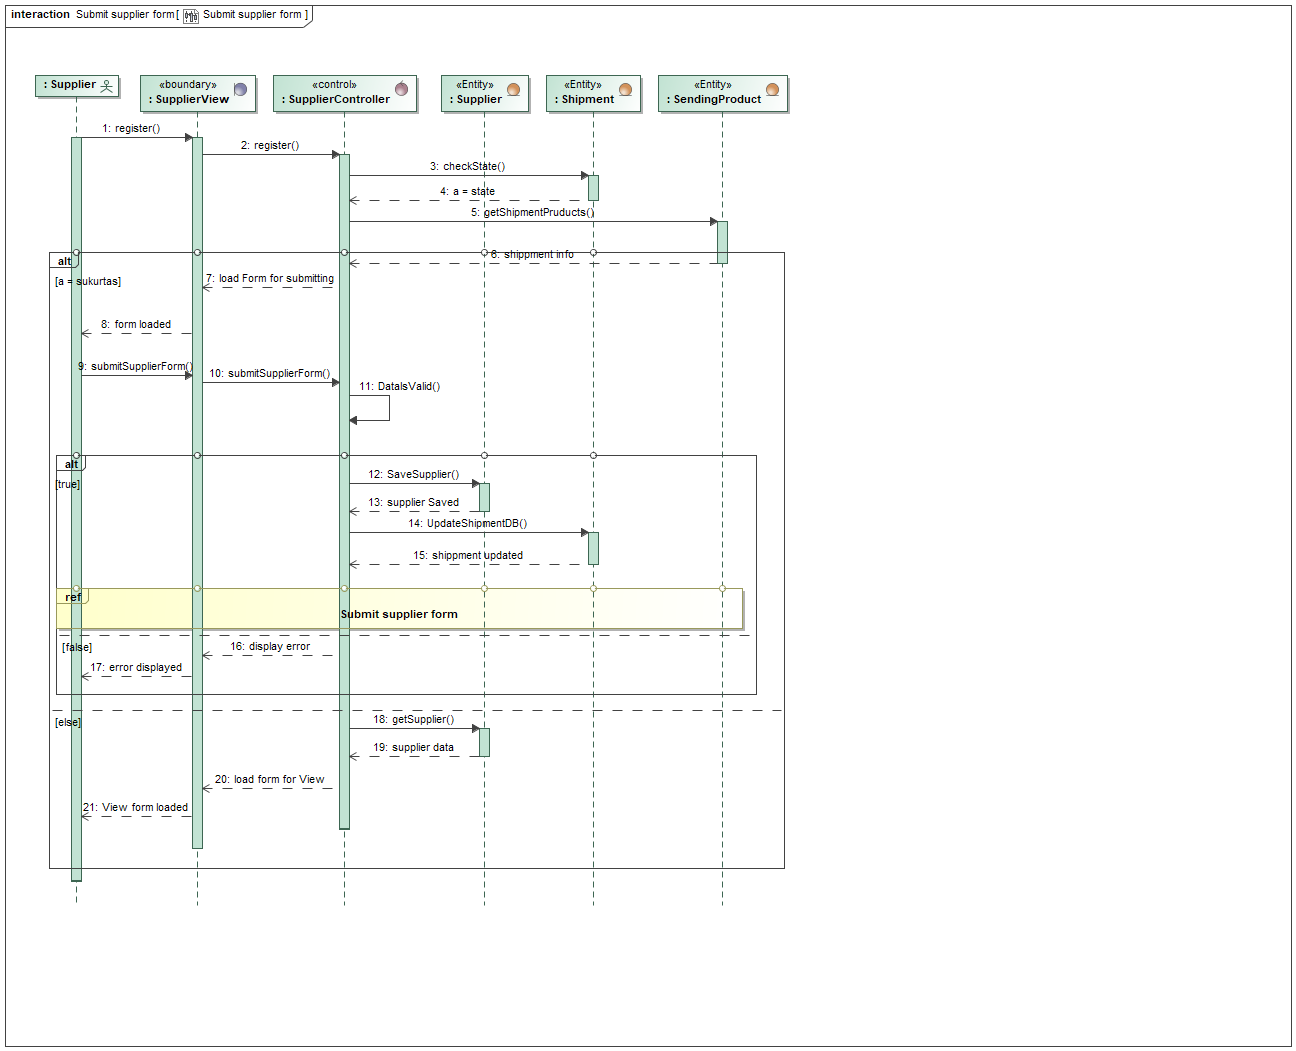 interaction Submit supplier form [ Submit supplier form ]
: Supplier
«boundary»
: SupplierView
«control»
: SupplierController
«Entity»
: Supplier
«Entity»
: Shipment
«Entity»
: SendingProduct
1: register()
2: register()
3: checkState()
4: a = state
5: getShipmentPruducts()
6: shippment info
alt
[a = sukurtas]
7: load Form for submitting
8: form loaded
9: submitSupplierForm()
10: submitSupplierForm()
11: DataIsValid()
alt
[true]
12: SaveSupplier()
13: supplier Saved
14: UpdateShipmentDB()
15: shippment updated
ref
Submit supplier form
[false]
16: display error
17: error displayed
[else]
18: getSupplier()
19: supplier data
20: load form for View
21: View form loaded